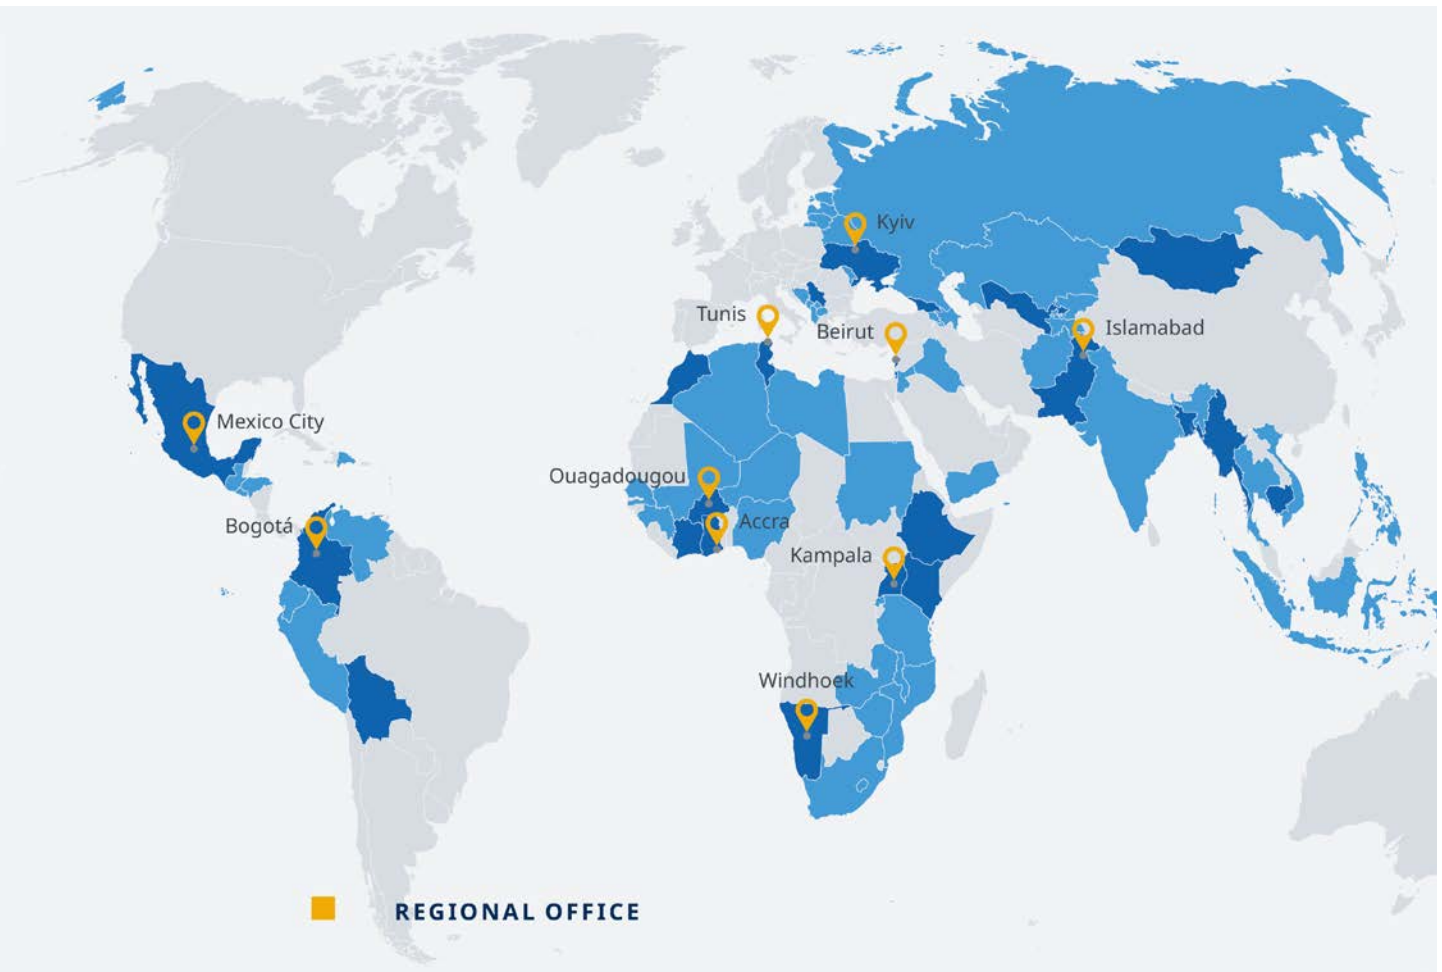 Kyiv
Tunis
Beirut
Islamabad
Mexico City
Ouagadougou
Bogotá
Accra
Kampala
Windhoek
REGIONAL OFFICE